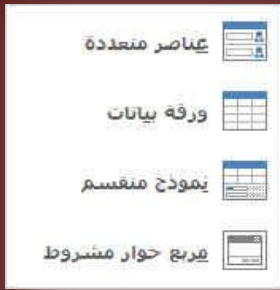 عناصر متعددة
ورقة بيانات
نموذج منقسم
مربع حوار مشروط